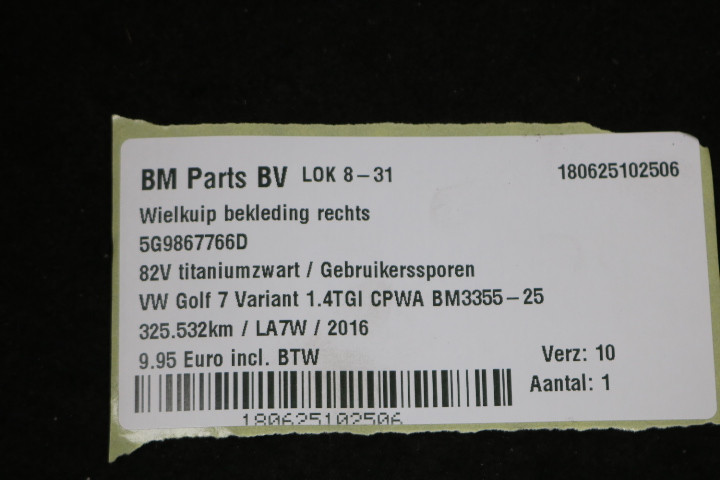 BM Parts BV LOK 8-31 180625102506
Wielkuip bekleding rechts
5G9867766D
82V titaniumzwart / Gebruikerssporen
VW Golf 7 Variant 1.4TGI CPWA BM3355-25
325.532km / LA7W / 2016
9.95 Euro incl. BTW Verz: 10
Aantal: 1
180625102506